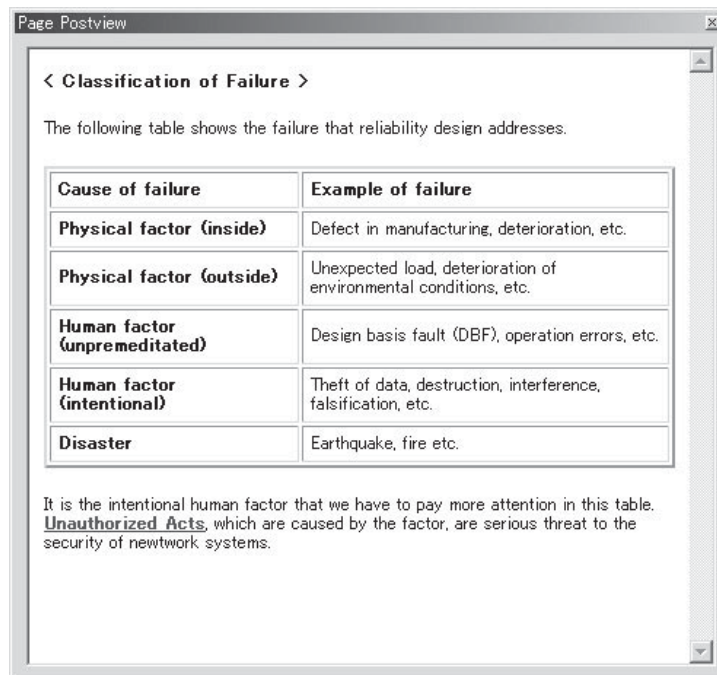 Page Postview
< Classification of Failure >
The following table shows the failure that reliability design addresses.
Cause of failure
Example of failure
Physical factor (inside)
Defect in manufacturing, deterioration, etc.
Physical factor (outside)
Unexpected load, deterioration of
environmental conditions, etc.
Human factor
(unpremeditated)
Design basis fault (DBF), operation errors, etc.
Human factor
(intentional)
Theft of data, destruction, interference,
falsification, etc.
Disaster
Earthquake, fire etc.
It is the intentional human factor that we have to pay more attention in this table.
Unauthorized Acts, which are caused by the factor, are serious threat to the
security of newtwork systems.